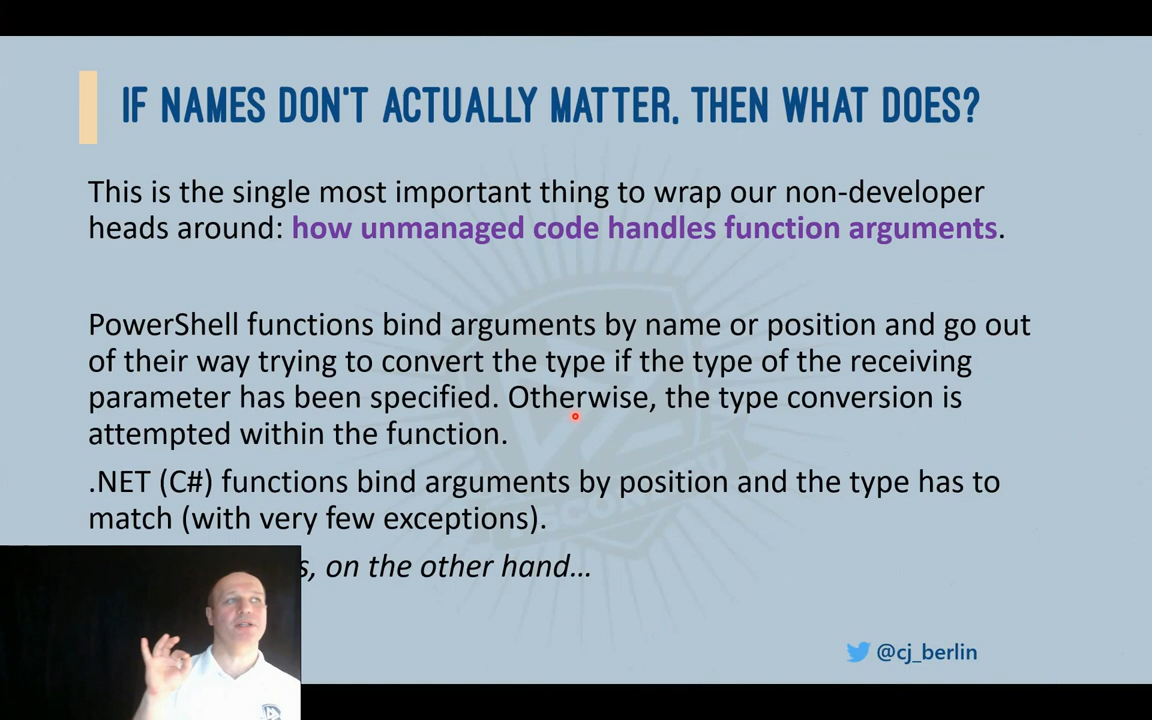 IF NAMES DON'T ACTUALLY MATTER, THEN WHAT DOES?
This is the single most important thing to wrap our non-developer
heads around: how unmanaged code handles function arguments.
PowerShell functions bind arguments by name or position and go out
of their way trying to convert the type if the type of the receiving
parameter has been specified. Otherwise, the type conversion is
attempted within the function.
.NET (C#) functions bind arguments by position and the type has to
match (with very few exceptions).
s, on the other hand…
@cj_berlin